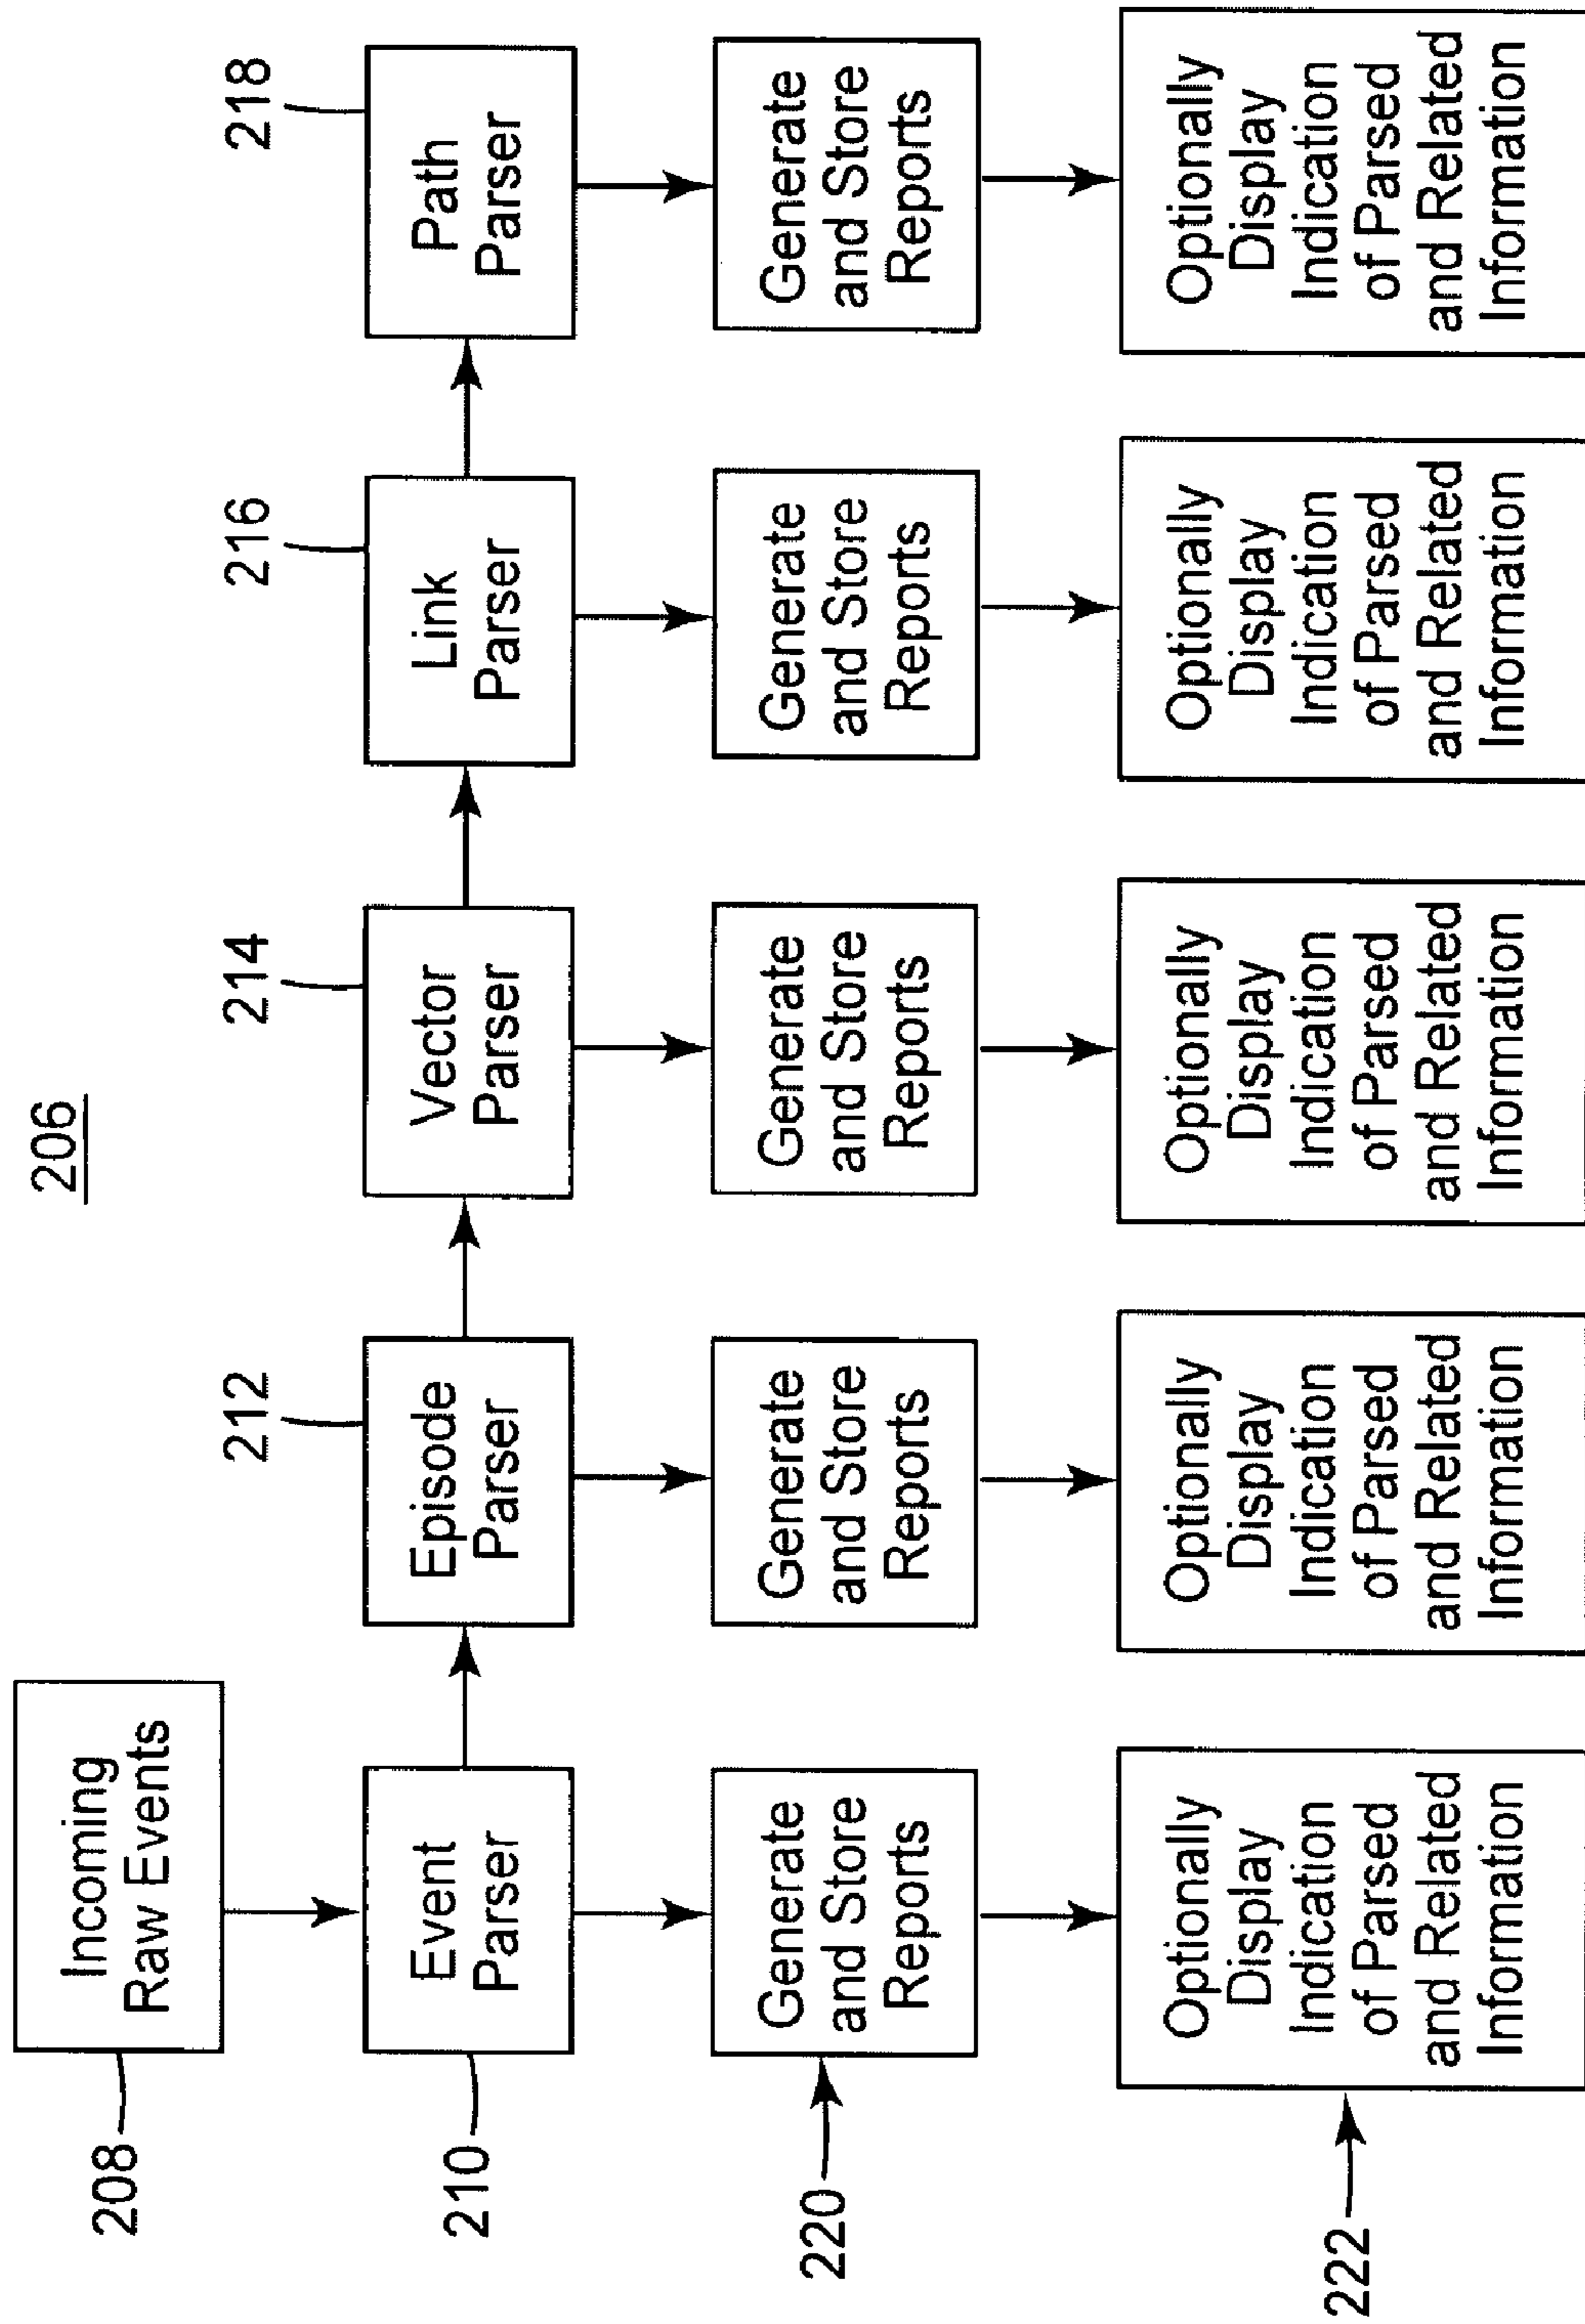 206
208
Incoming
Raw Events
210
Event
Parser
212
Episode
Parser
214
Vector
Parser
216
Link
Parser
218
Path
Parser
220
Generate
and Store
Reports
Generate
and Store
Reports
Generate
and Store
Reports
Generate
and Store
Reports
Generate
and Store
Reports
222
Optionally
Display
Indication
of Parsed
and Related
Information
Optionally
Display
Indication
of Parsed
and Related
Information
Optionally
Display
Indication
of Parsed
and Related
Information
Optionally
Display
Indication
of Parsed
and Related
Information
Optionally
Display
Indication
of Parsed
and Related
Information